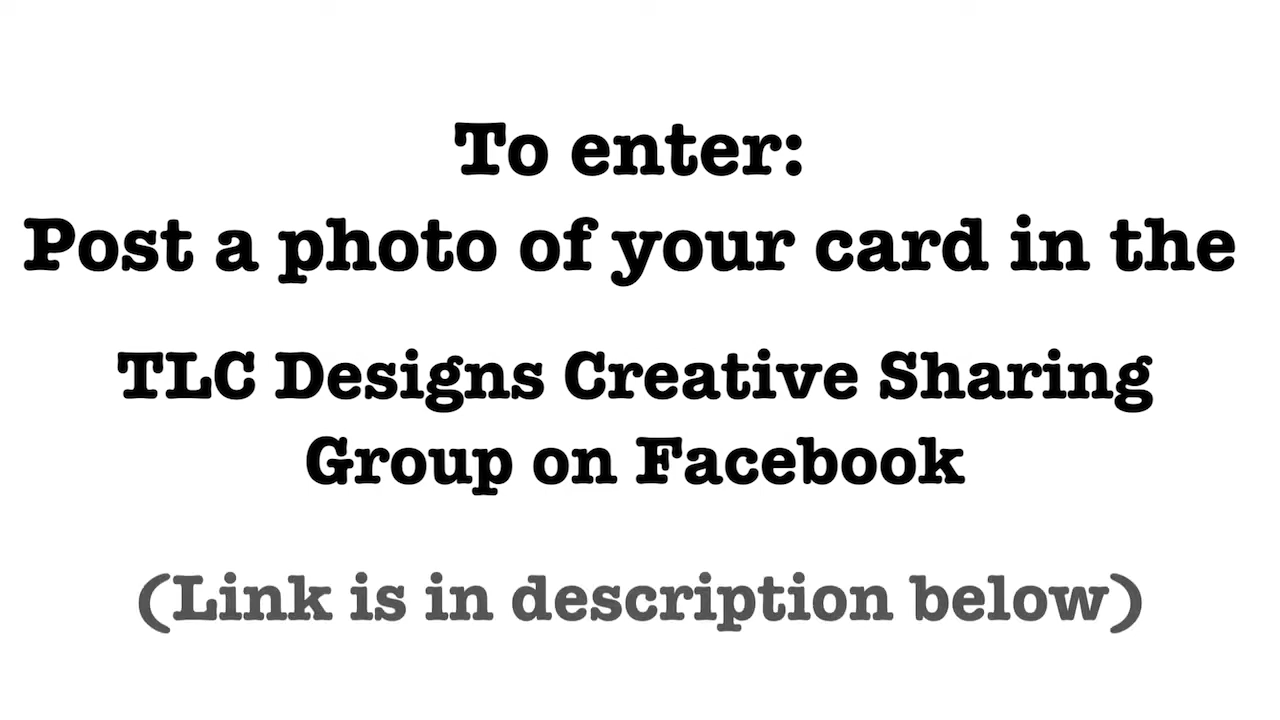 To enter:
Post a photo of your card in the
TLC Designs Creative Sharing
Group on Facebook
(Link is in description below)